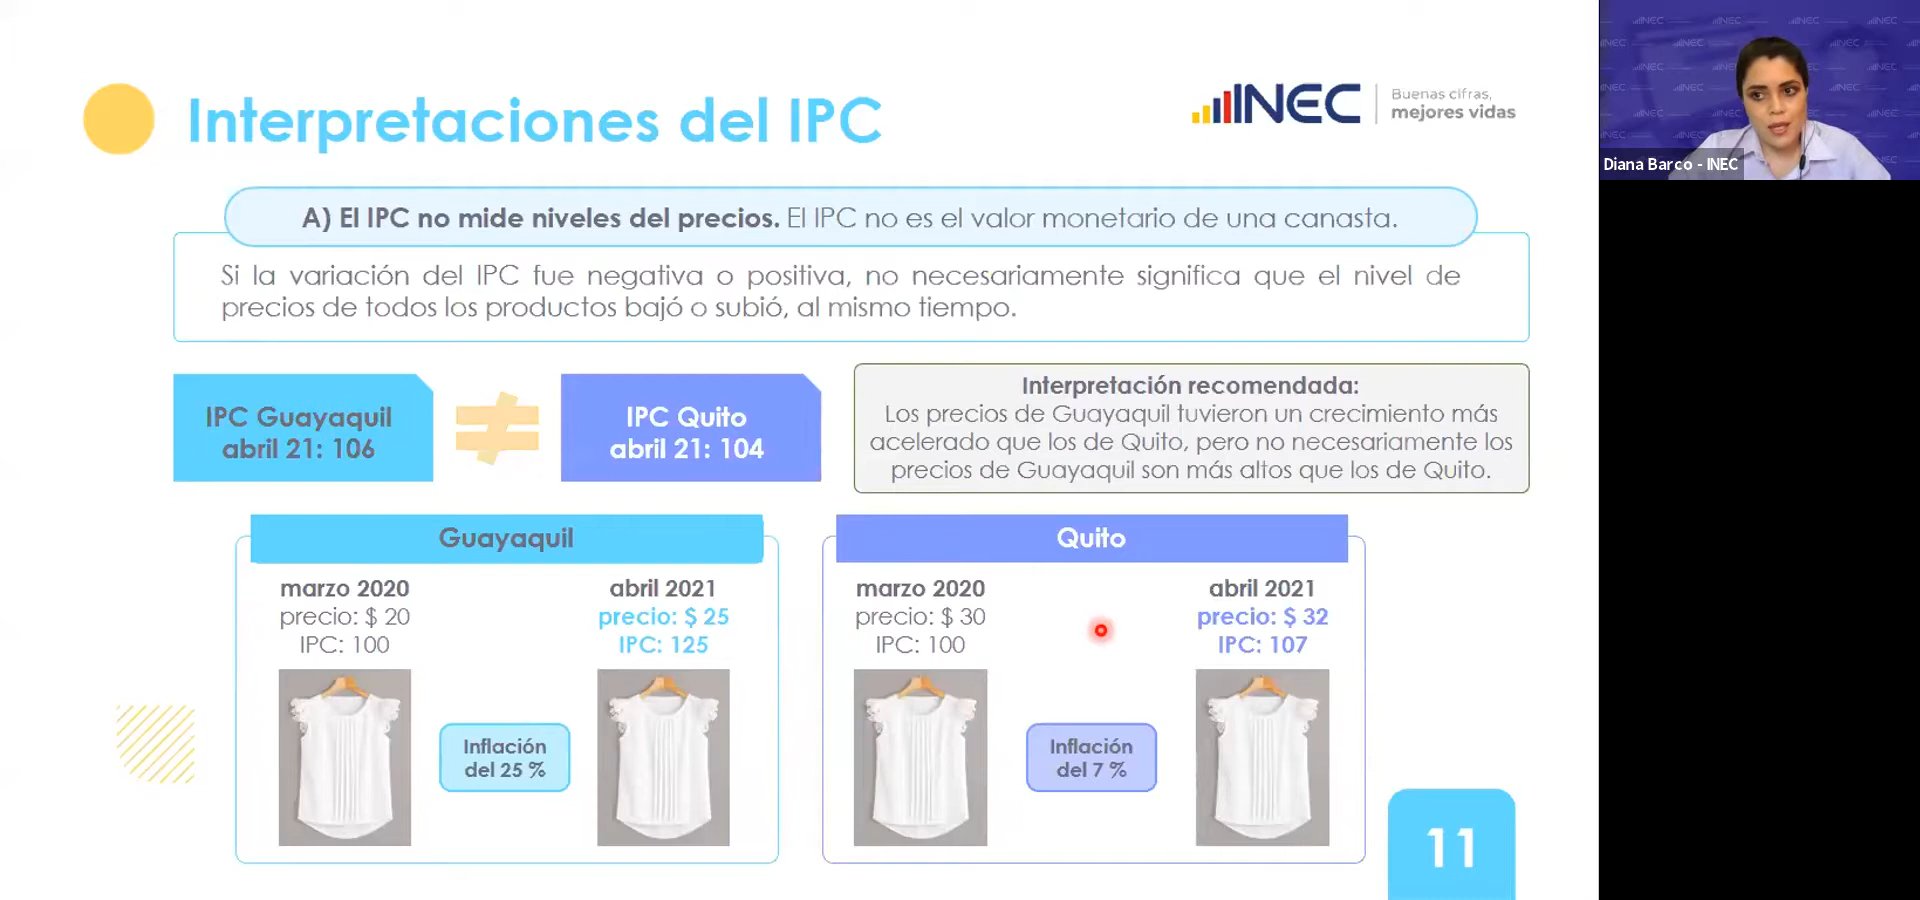 Interpretaciones del IPC
INEC
Buenas cifras,
mejores vidas
Diana Barco - INEC
A) El IPC no mide niveles del precios. El IPC no es el valor monetario de una canasta.
Si la variación del IPC fue negativa o positiva, no necesariamente significa que el nivel de
precios de todos los productos bajó o subió, al mismo tiempo.
IPC Guayaquil
abril 21: 106
≠
IPC Quito
abril 21: 104
Interpretación recomendada:
Los precios de Guayaquil tuvieron un crecimiento más
acelerado que los de Quito, pero no necesariamente los
precios de Guayaquil son más altos que los de Quito.
Guayaquil
marzo 2020
precio: $ 20
IPC: 100
abril 2021
precio: $ 25
IPC: 125
Inflación
del 25 %
Quito
marzo 2020
precio: $ 30
IPC: 100
abril 2021
precio: $ 32
IPC: 107
Inflación
del 7 %
11